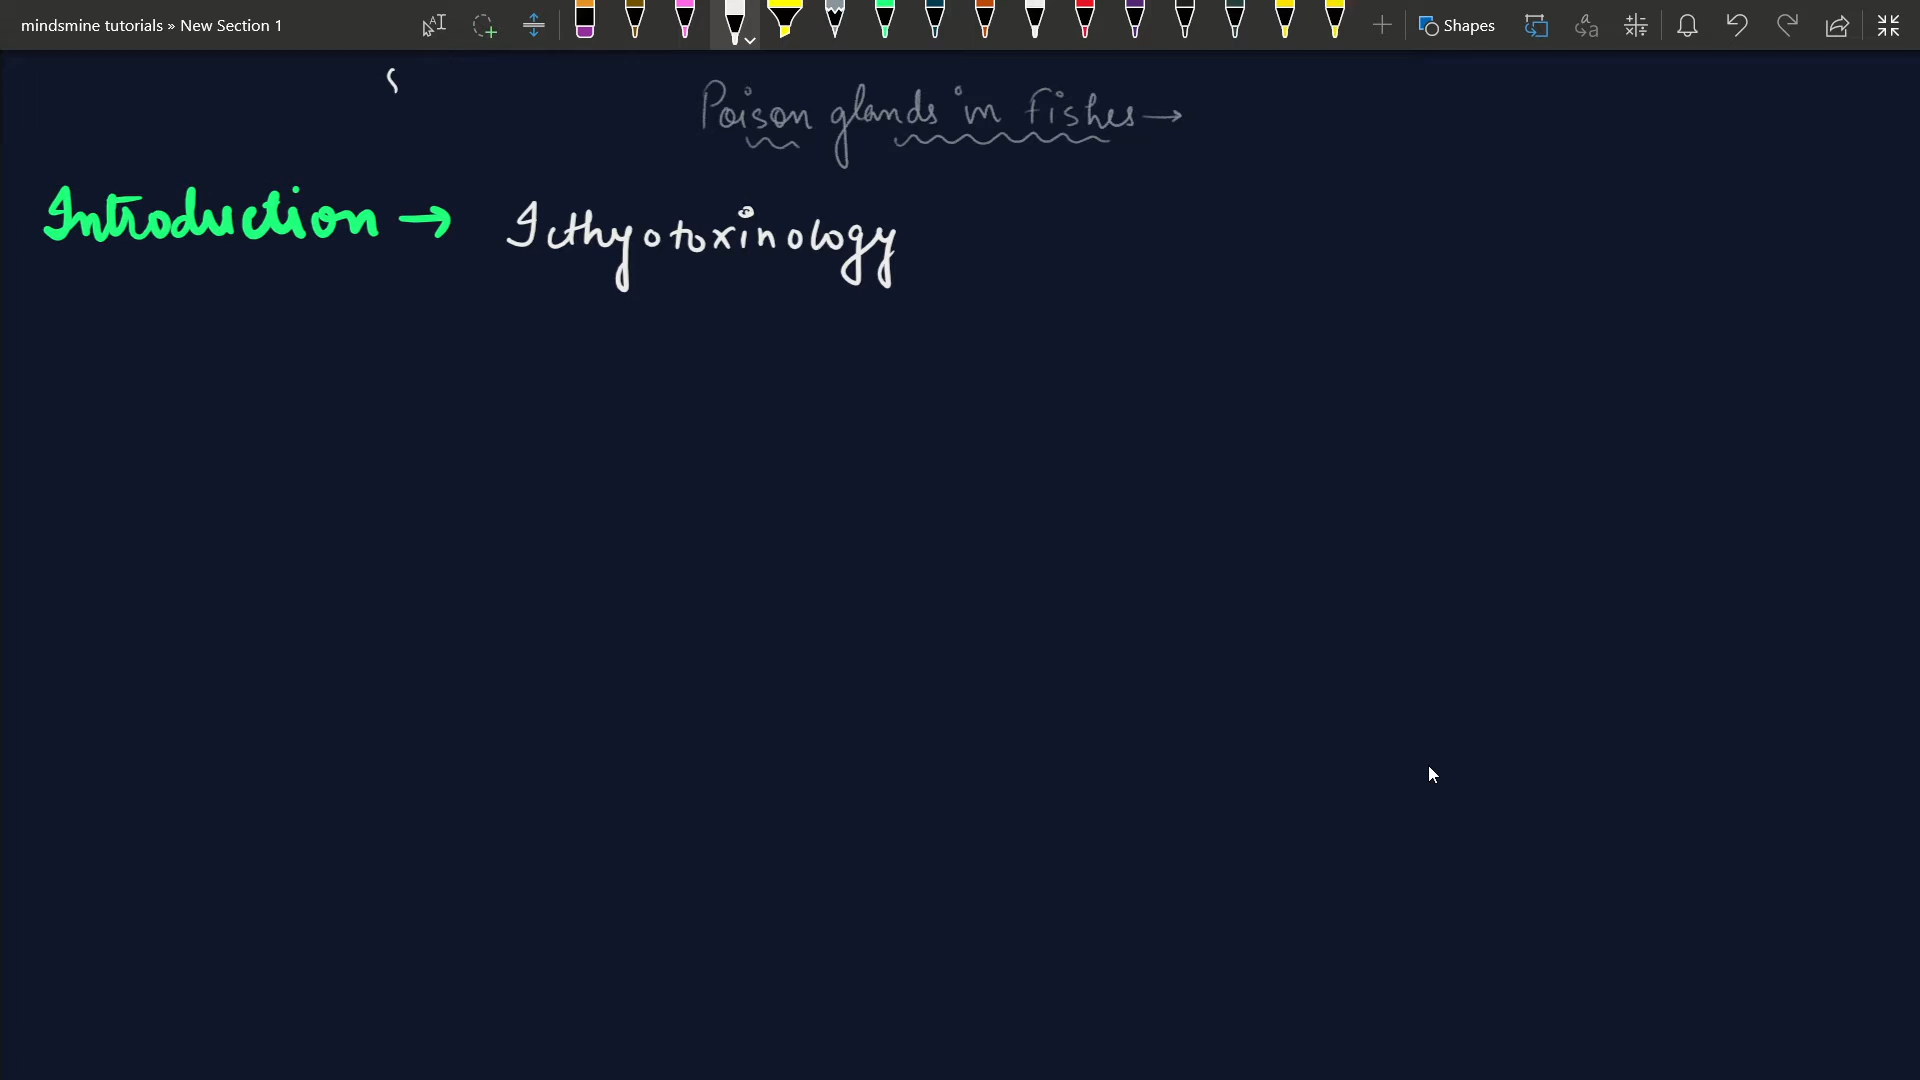 mindsmine tutorials » New Section 1
Shapes
Poison glands in fishes →
Introduction → Icthyotoxinology